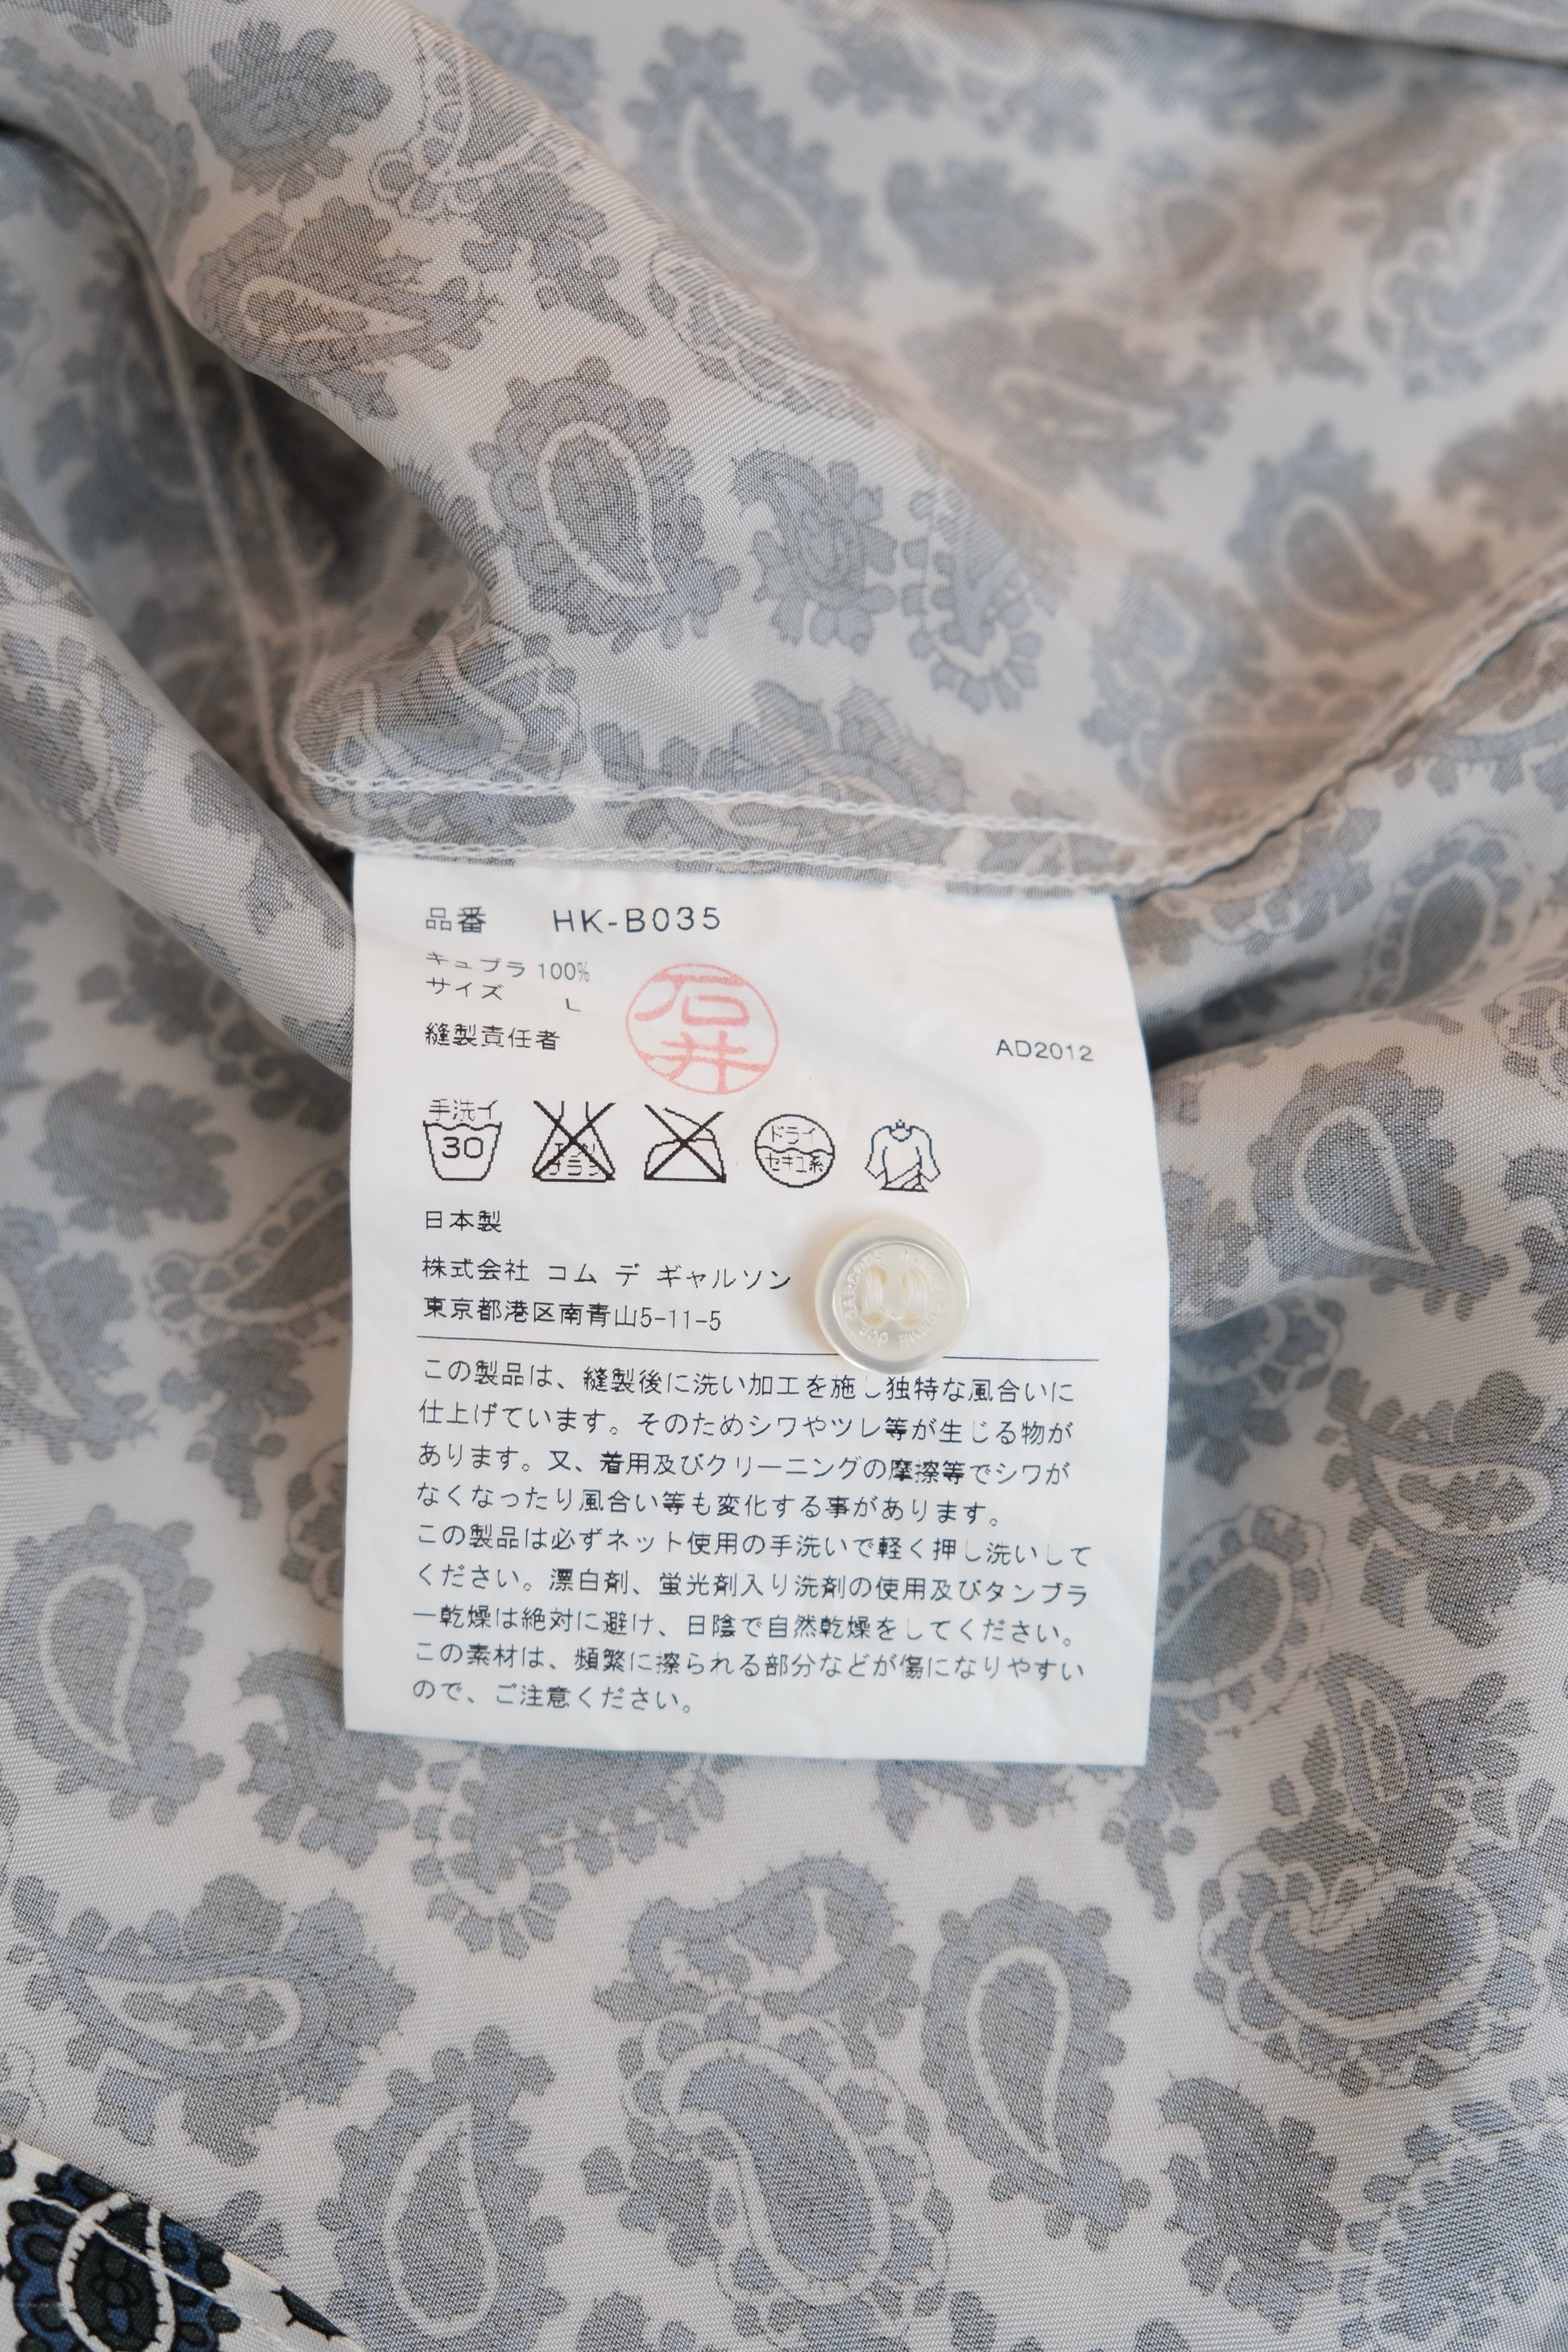 品番 HK-B035
キュプラ 100%
サイズ L
縫製責任者
石井
AD2012
手洗イ
30
エンソ
サラシ
ドライ
セキユ系
日本製
株式会社 コム デ ギャルソン
東京都港区南青山5-11-5
この製品は、縫製後に洗い加工を施し独特な風合いに
仕上げています。そのためシワやツレ等が生じる物が
あります。又、着用及びクリーニングの摩擦等でシワが
なくなったり風合い等も変化する事があります。
この製品は必ずネット使用の手洗いで軽く押し洗いして
ください。漂白剤、蛍光剤入り洗剤の使用及びタンブラ
ー乾燥は絶対に避け、日陰で自然乾燥をしてください。
この素材は、頻繁に擦られる部分などが傷になりやすい
ので、ご注意ください。